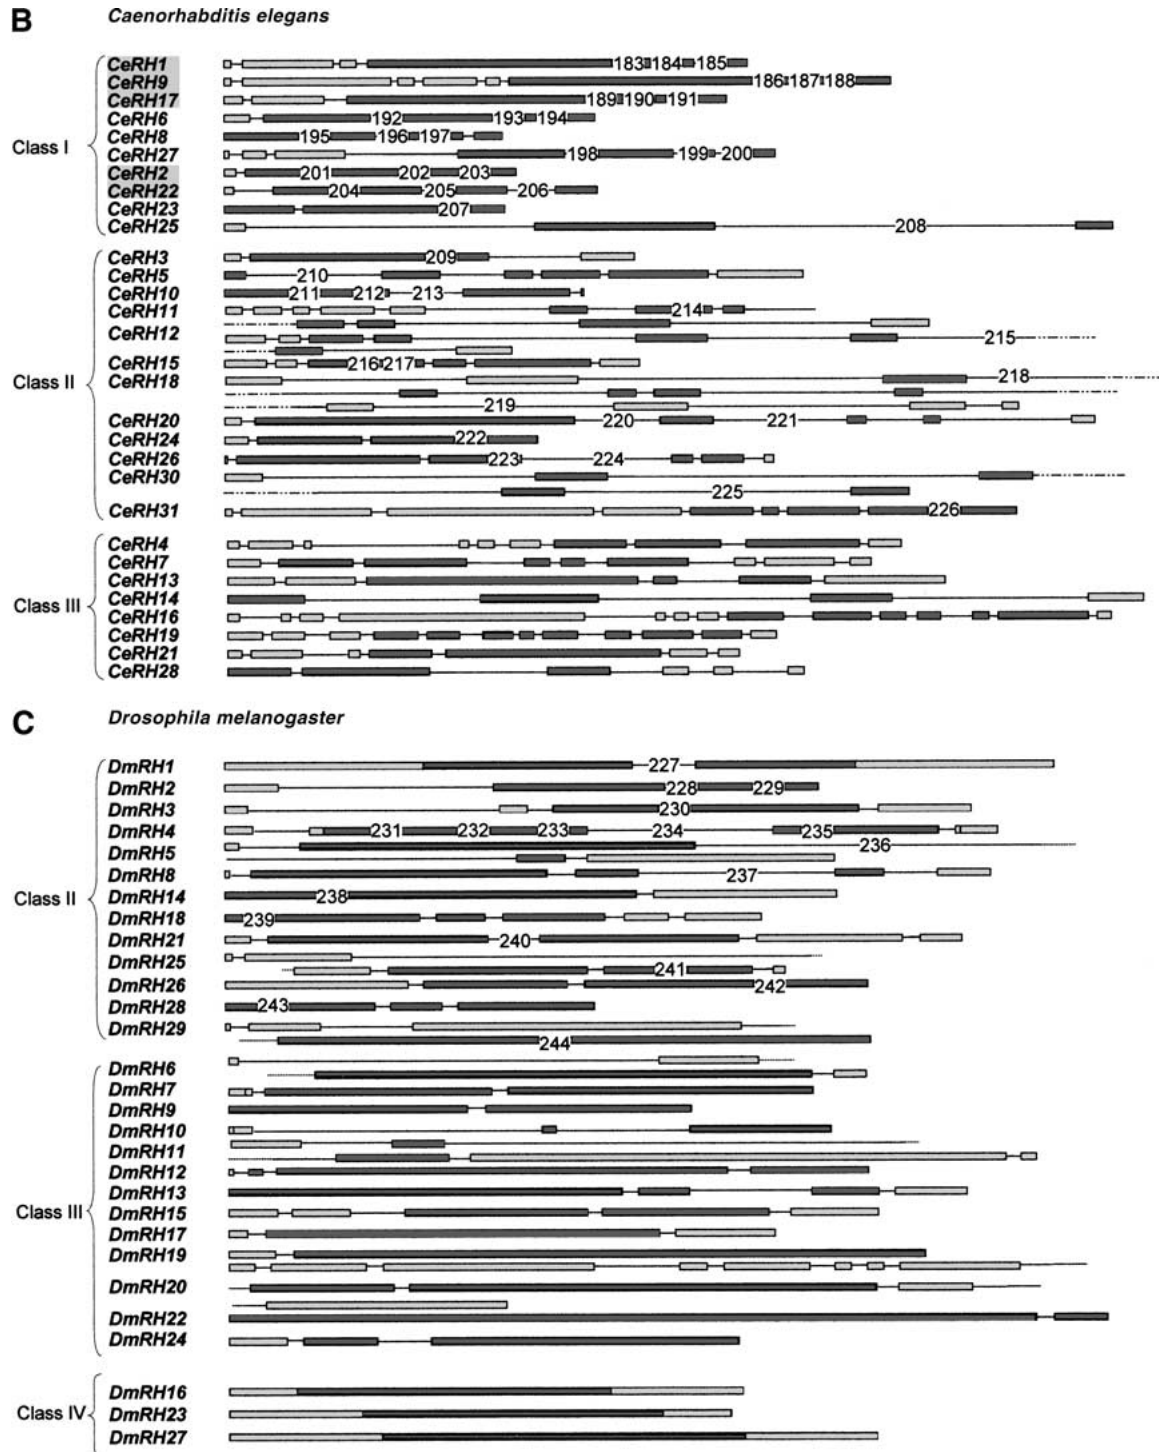 B Caenorhabditis elegans
CeRH1 183 184 185
CeRH9 186 187 188
CeRH17 189 190 191
CeRH6 192 193 194
CeRH8 195 196 197
Class I
CeRH27 198 199 200
CeRH2 201 202 203
CeRH22 204 205 206
CeRH23 207
CeRH25 208
CeRH3 209
CeRH5 210
CeRH10 211 212 213
CeRH11 214
CeRH12 215
CeRH15 216 217
Class II
CeRH18 218
219
CeRH20 220 221
CeRH24 222
CeRH26 223 224
CeRH30
225
CeRH31 226
CeRH4
CeRH7
CeRH13
Class III
CeRH14
CeRH16
CeRH19
CeRH21
CeRH28
C Drosophila melanogaster
DmRH1 227
DmRH2 228 229
DmRH3 230
DmRH4 231 232 233 234 235
DmRH5 236
DmRH8 237
Class II
DmRH14 238
DmRH18 239
DmRH21 240
DmRH25
241
DmRH26 242
DmRH28 243
DmRH29
244
DmRH6
DmRH7
DmRH9
DmRH10
DmRH11
DmRH12
DmRH13
Class III
DmRH15
DmRH17
DmRH19
DmRH20
DmRH22
DmRH24
DmRH16
Class IV
DmRH23
DmRH27